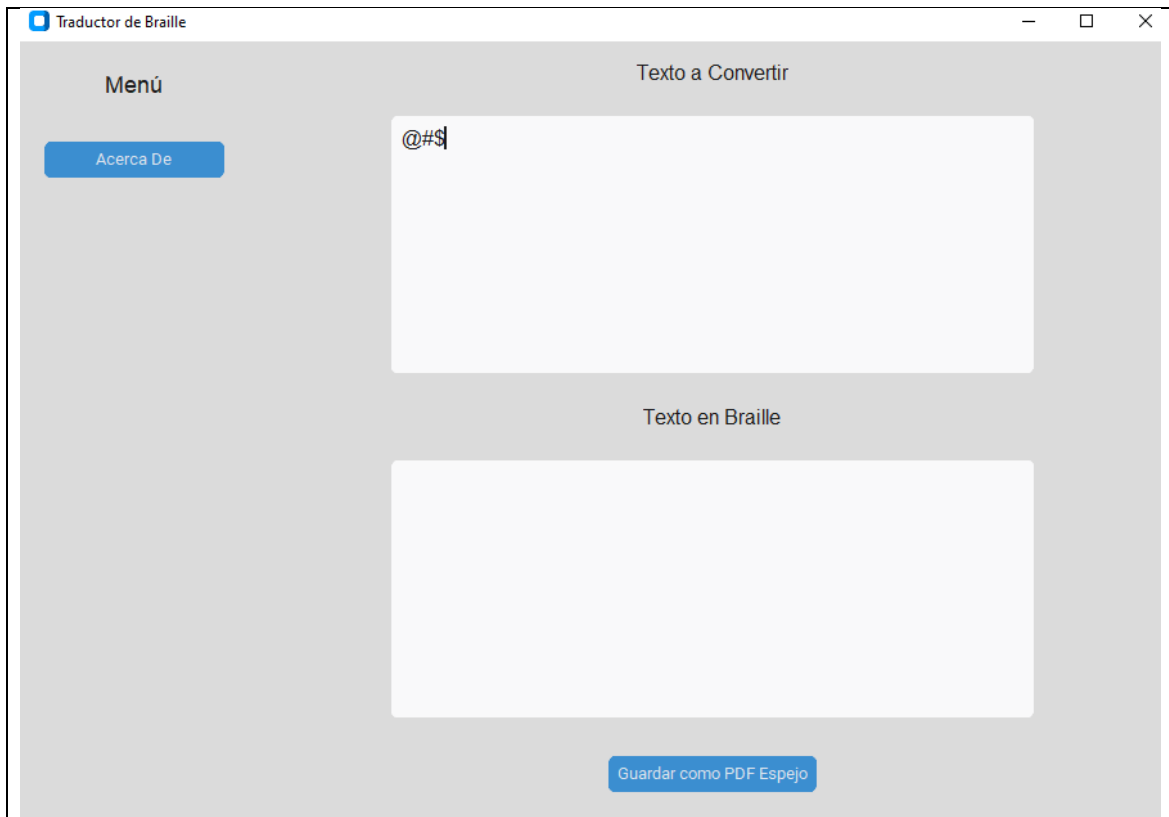 Traductor de Braille
Menú
Acerca De
Texto a Convertir
@#$
Texto en Braille
Guardar como PDF Espejo